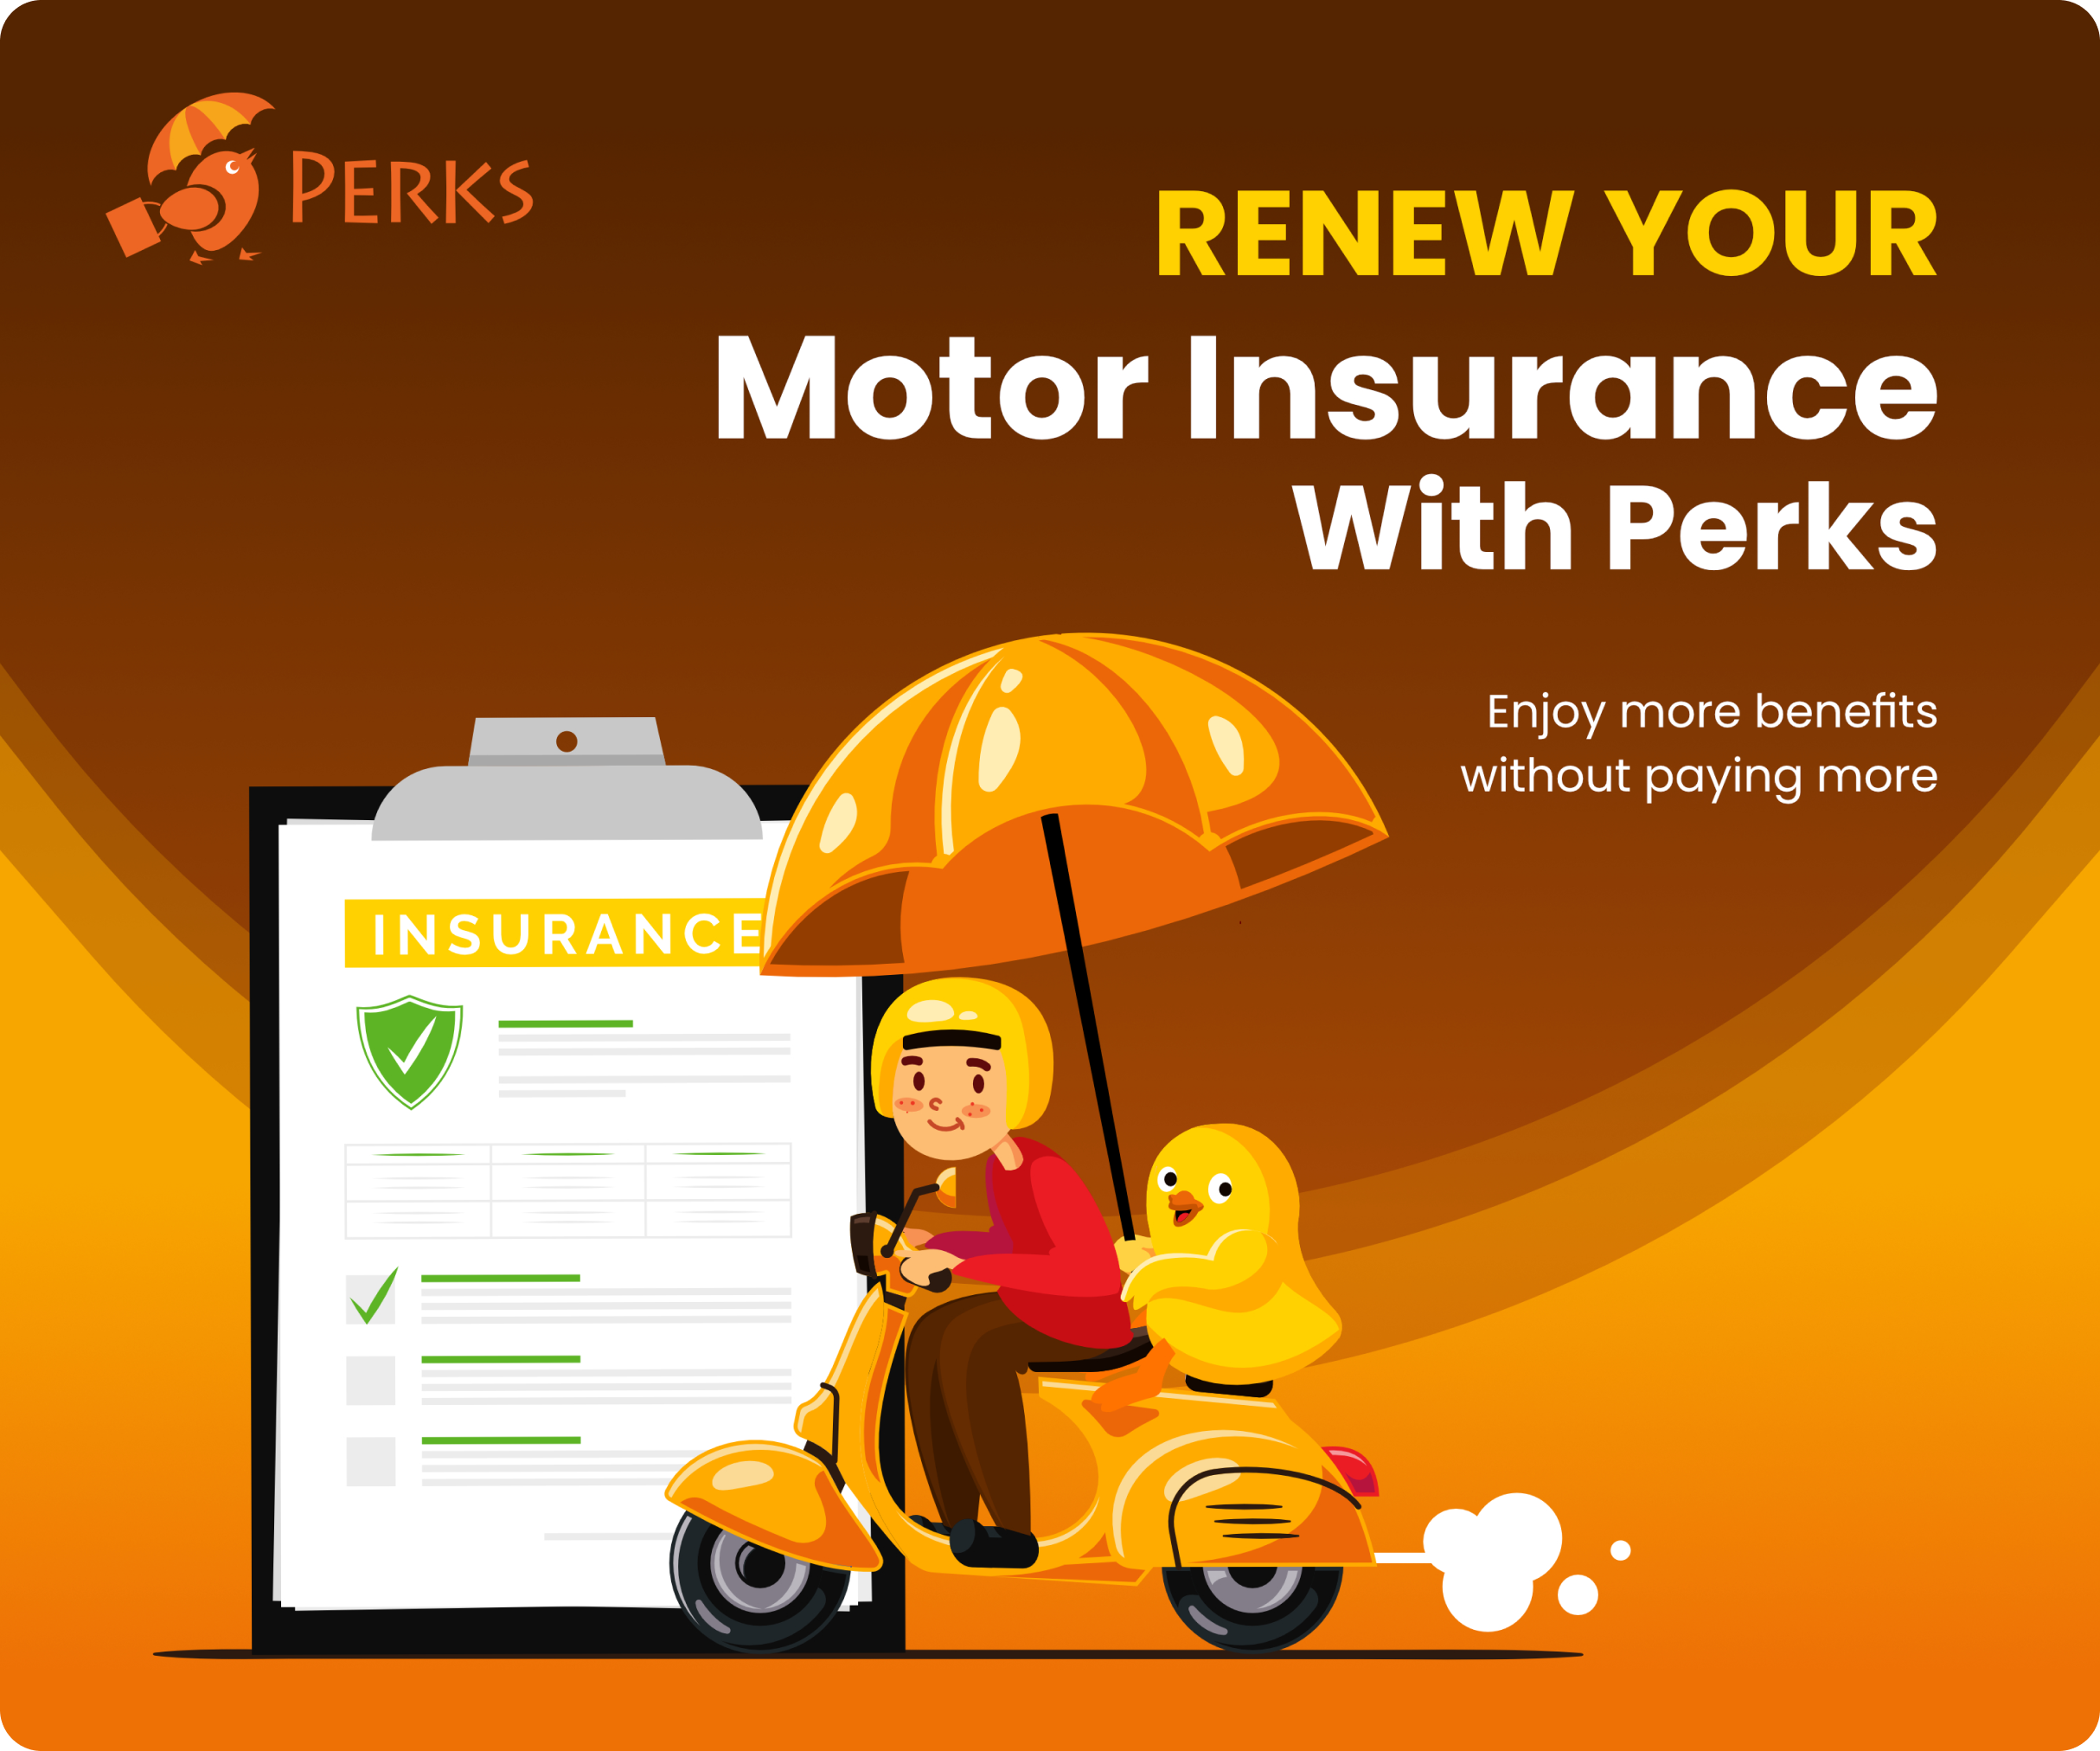 PERKS
RENEW YOUR
Motor Insurance
With Perks
Enjoy more benefits
without paying more
INSURANCE